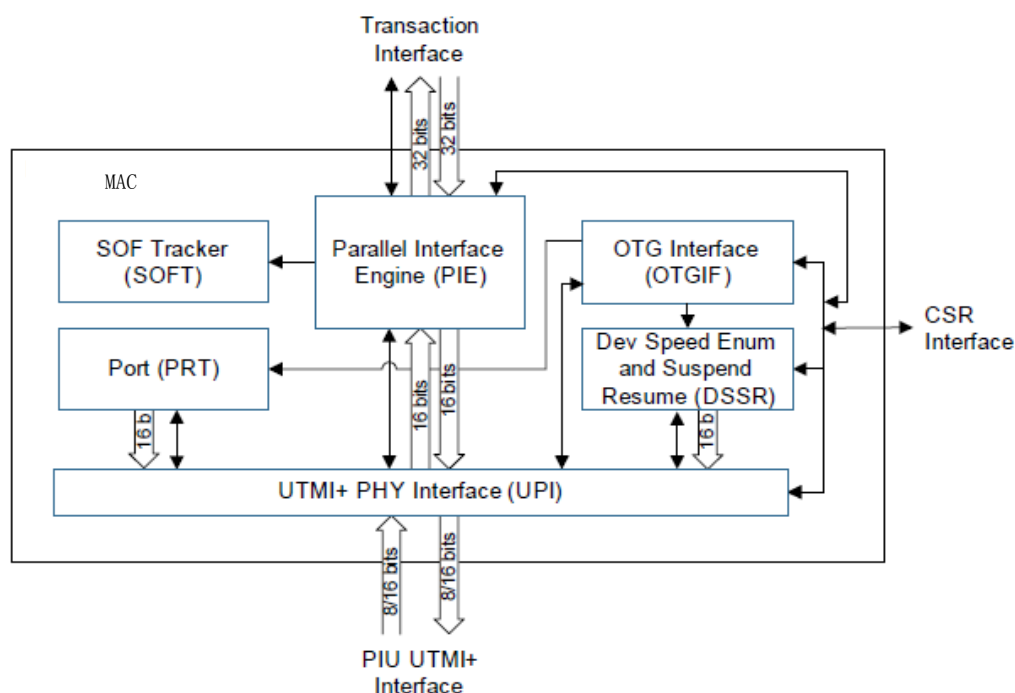 Transaction
Interface
32 bits
32 bits
MAC
SOF Tracker
(SOFT)
Parallel Interface
Engine (PIE)
OTG Interface
(OTGIF)
CSR
Interface
Port (PRT)
Dev Speed Enum
and Suspend
Resume (DSSR)
16 b
16 bits
16 bits
16 b
UTMI+ PHY Interface (UPI)
8/16 bits
8/16 bits
PIU UTMI+
Interface